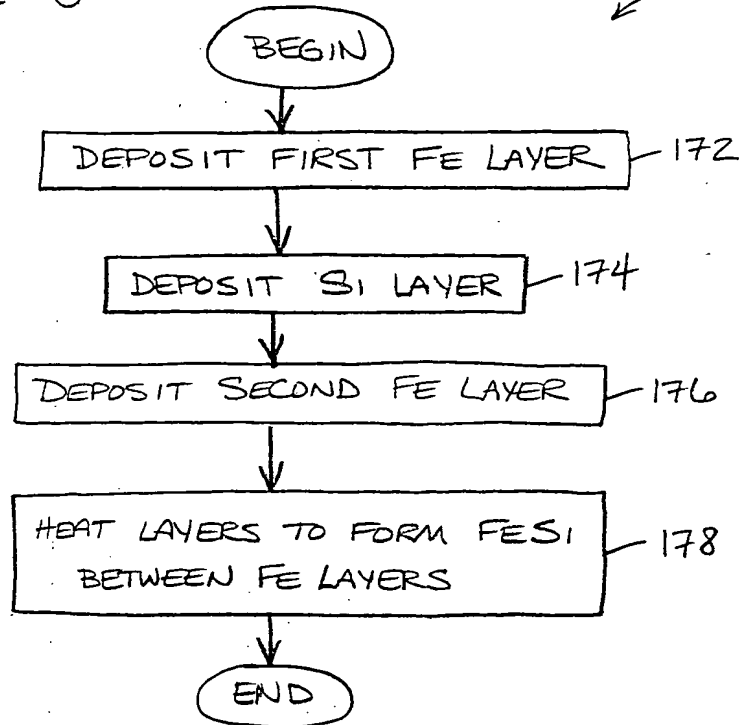 BEGIN
DEPOSIT FIRST FE LAYER
172
DEPOSIT Si LAYER
174
DEPOSIT SECOND FE LAYER
176
HEAT LAYERS TO FORM FESi
BETWEEN FE LAYERS
178
END